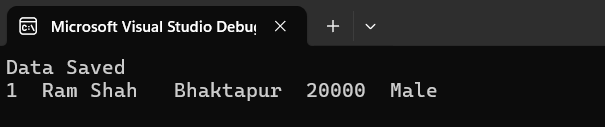 Microsoft Visual Studio Debu
Data Saved
1  Ram Shah   Bhaktapur  20000  Male